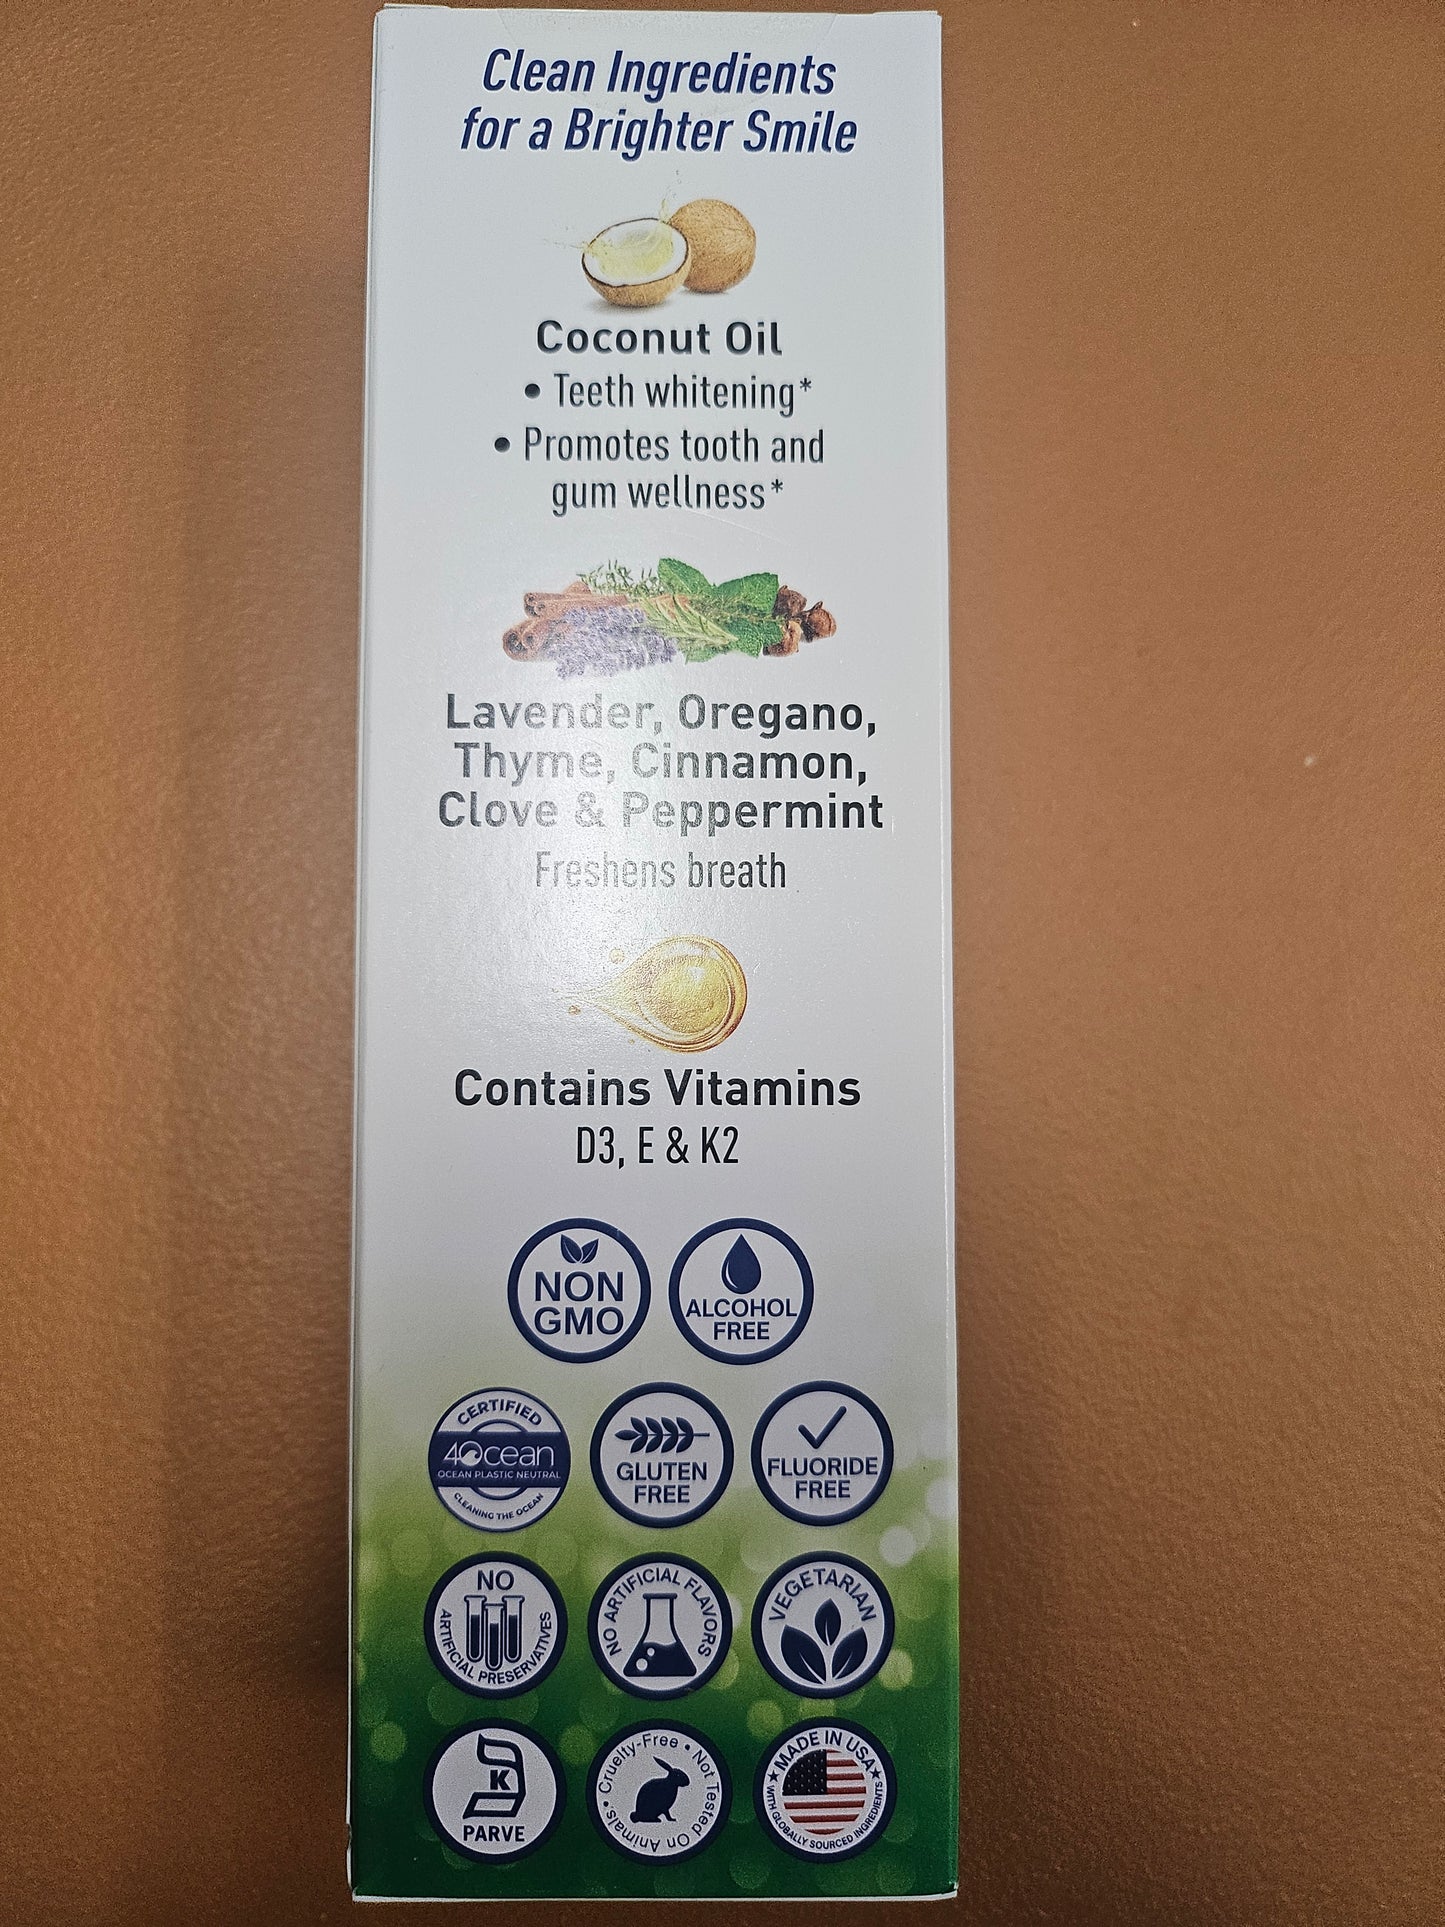 Clean Ingredients
for a Brighter Smile
Coconut Oil
• Teeth whitening*
• Promotes tooth and
gum wellness*
Lavender, Oregano,
Thyme, Cinnamon,
Clove & Peppermint
Freshens breath
Contains Vitamins
D3, E & K2
NON
GMO
ALCOHOL
FREE
CERTIFIED
4Ocean
OCEAN PLASTIC NEUTRAL
CLEANING THE OCEAN
GLUTEN
FREE
FLUORIDE
FREE
NO
ARTIFICIAL PRESERVATIVES
NO ARTIFICIAL FLAVORS
VEGETARIAN
K
PARVE
Cruelty-Free • Not Tested On Animals •
★ MADE IN USA ★
WITH GLOBALLY SOURCED INGREDIENTS